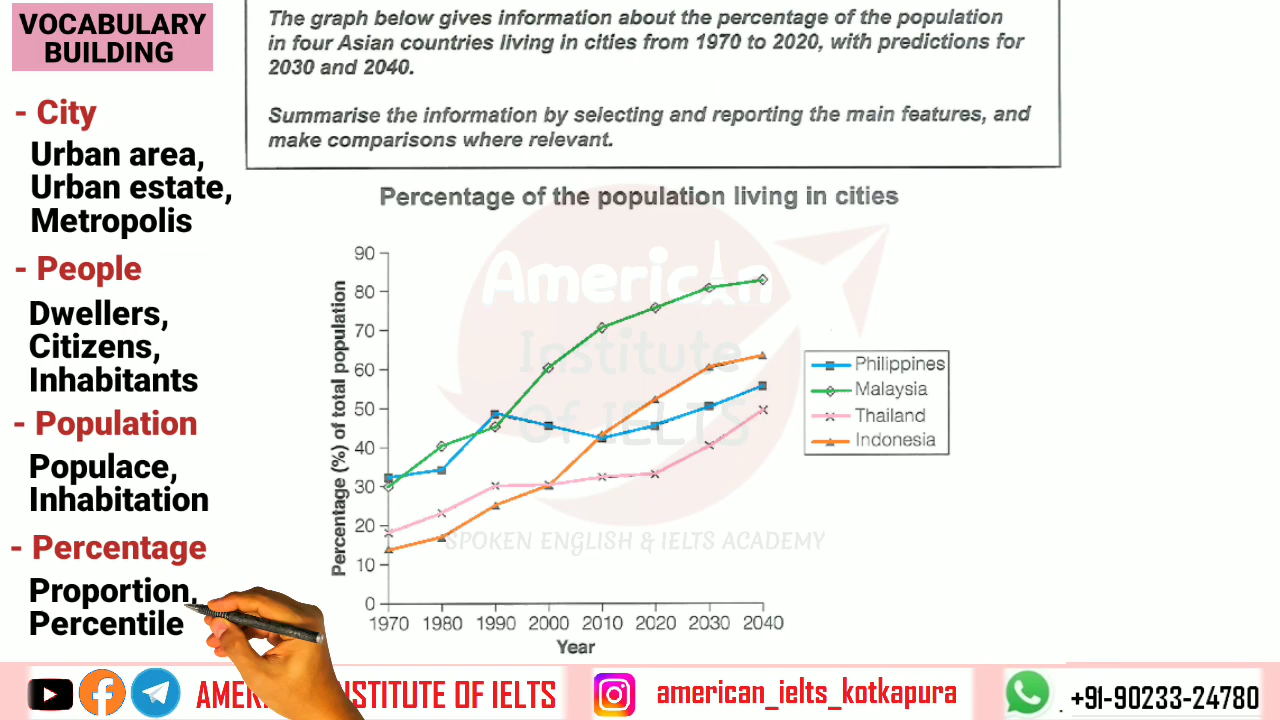 VOCABULARY
BUILDING
- City
Urban area,
Urban estate,
Metropolis
- People
Dwellers,
Citizens,
Inhabitants
- Population
Populace,
Inhabitation
- Percentage
Proportion,
Percentile
The graph below gives information about the percentage of the population
in four Asian countries living in cities from 1970 to 2020, with predictions for
2030 and 2040.
Summarise the information by selecting and reporting the main features, and
make comparisons where relevant.
Percentage of the population living in cities
Percentage (%) of total population
90
80
70
60
50
40
30
20
10
0
1970 1980 1990 2000 2010 2020 2030 2040
Year
Philippines
Malaysia
Thailand
Indonesia
American
Institute
of IELTS
SPOKEN ENGLISH & IELTS ACADEMY
STITUTE OF IELTS
american_ielts_kotkapura
+91-90233-24780